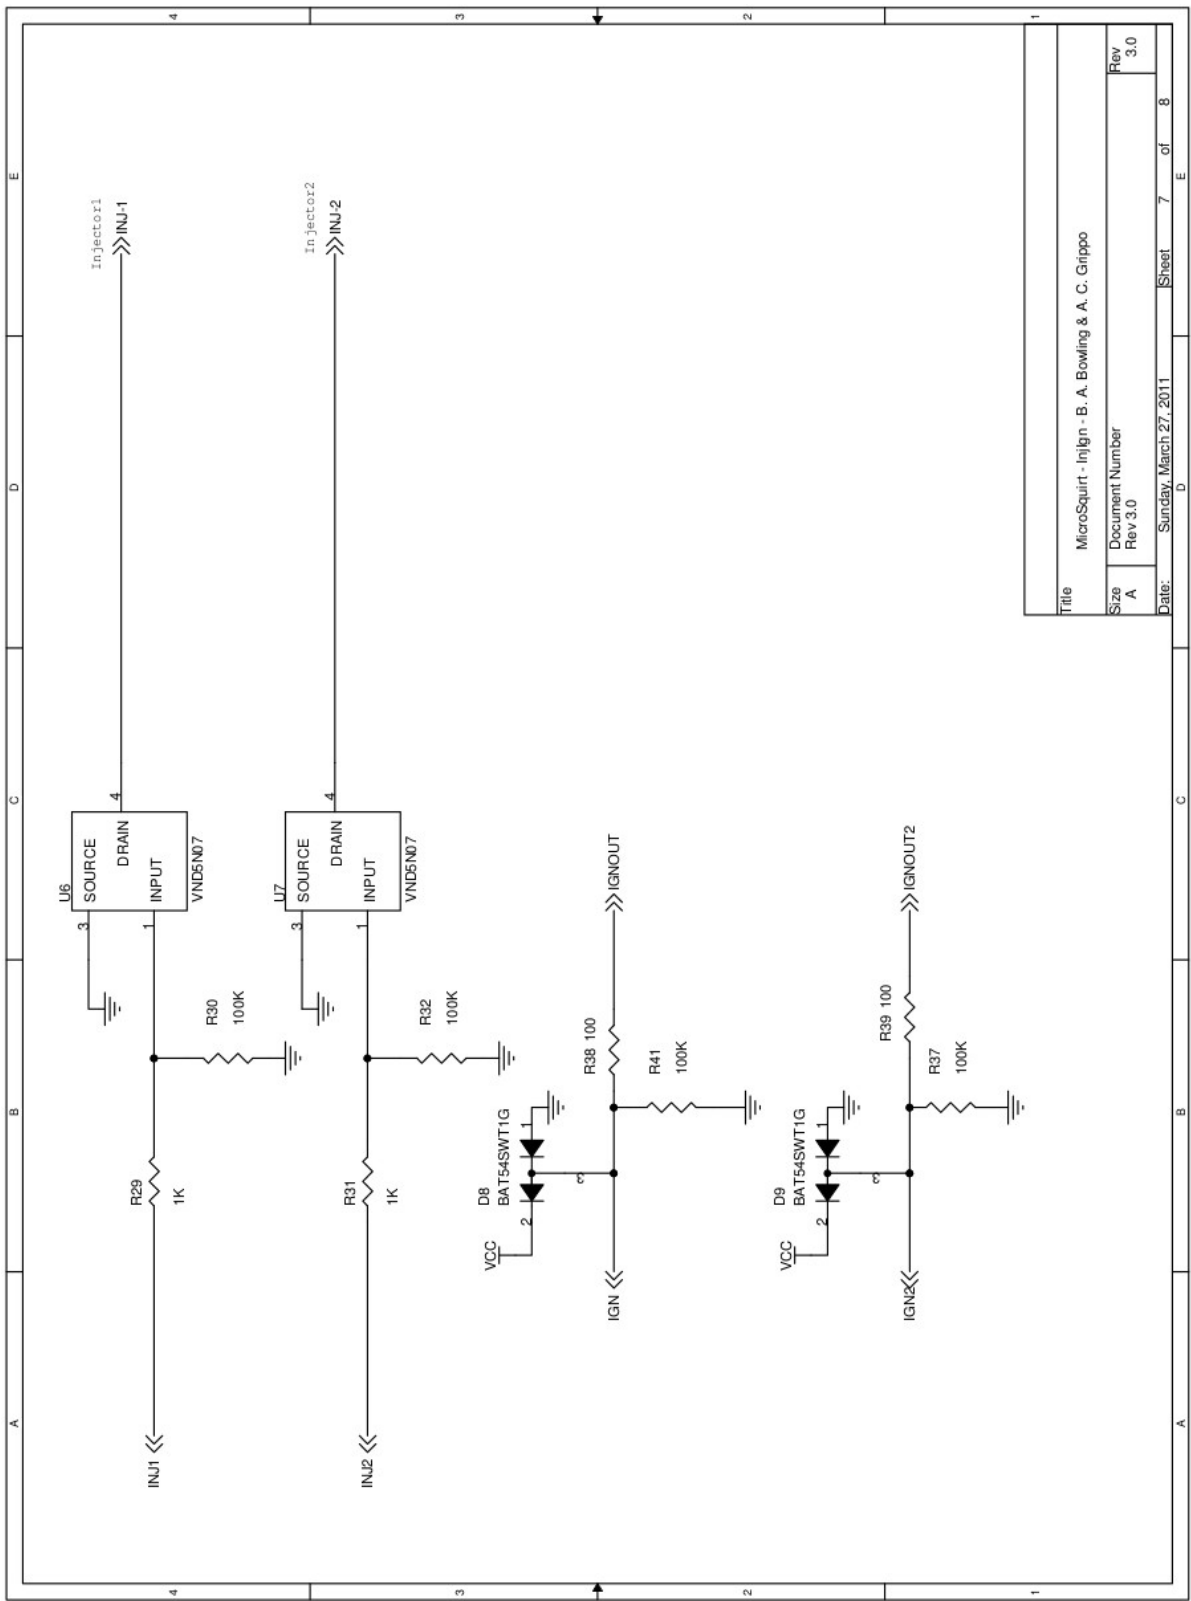 A
B
C
D
E
4
3
2
1
INJ1
R29
1K
R30
100K
U6
3
SOURCE
4
DRAIN
1
INPUT
VND5N07
Injector1
INJ-1
INJ2
R31
1K
R32
100K
U7
3
SOURCE
4
DRAIN
1
INPUT
VND5N07
Injector2
INJ-2
VCC
D8
BAT54SWT1G
2
1
3
IGN
R38 100
R41
100K
IGNOUT
VCC
D9
BAT54SWT1G
2
1
3
IGN2
R39 100
R37
100K
IGNOUT2
Title
MicroSquirt - InjIgn - B. A. Bowling & A. C. Grippo
Size
A
Document Number
Rev 3.0
Rev
3.0
Date: Sunday, March 27, 2011 Sheet 7 of 8
4
3
2
1
A
B
C
D
E